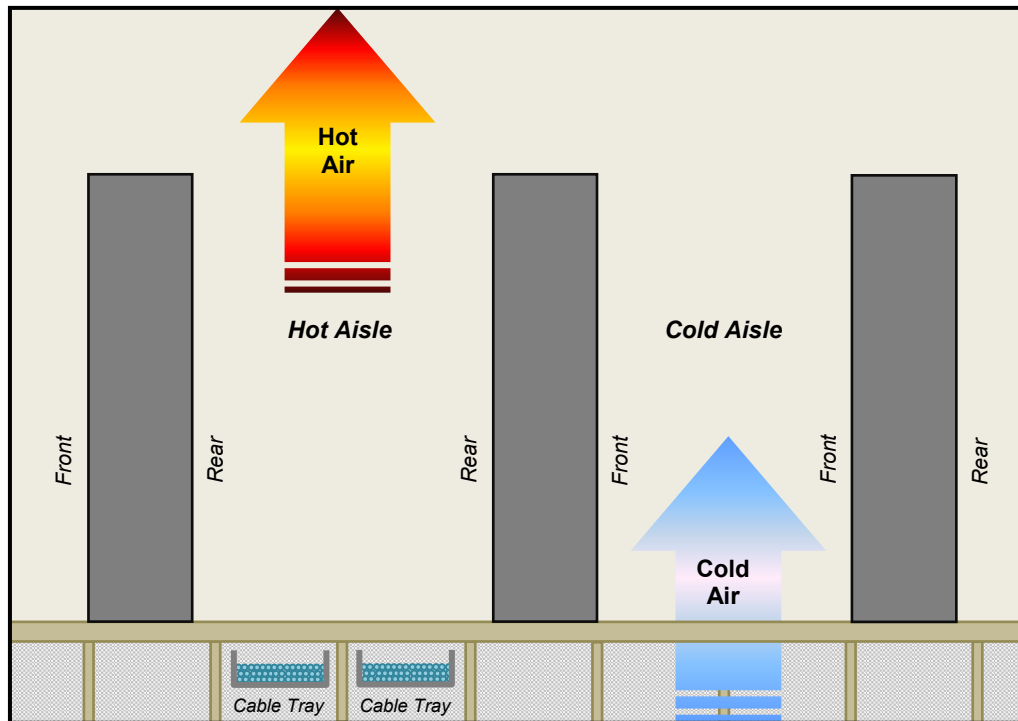 Hot
Air
Hot Aisle
Cold Aisle
Front
Rear
Rear
Front
Front
Rear
Cold
Air
Cable Tray
Cable Tray